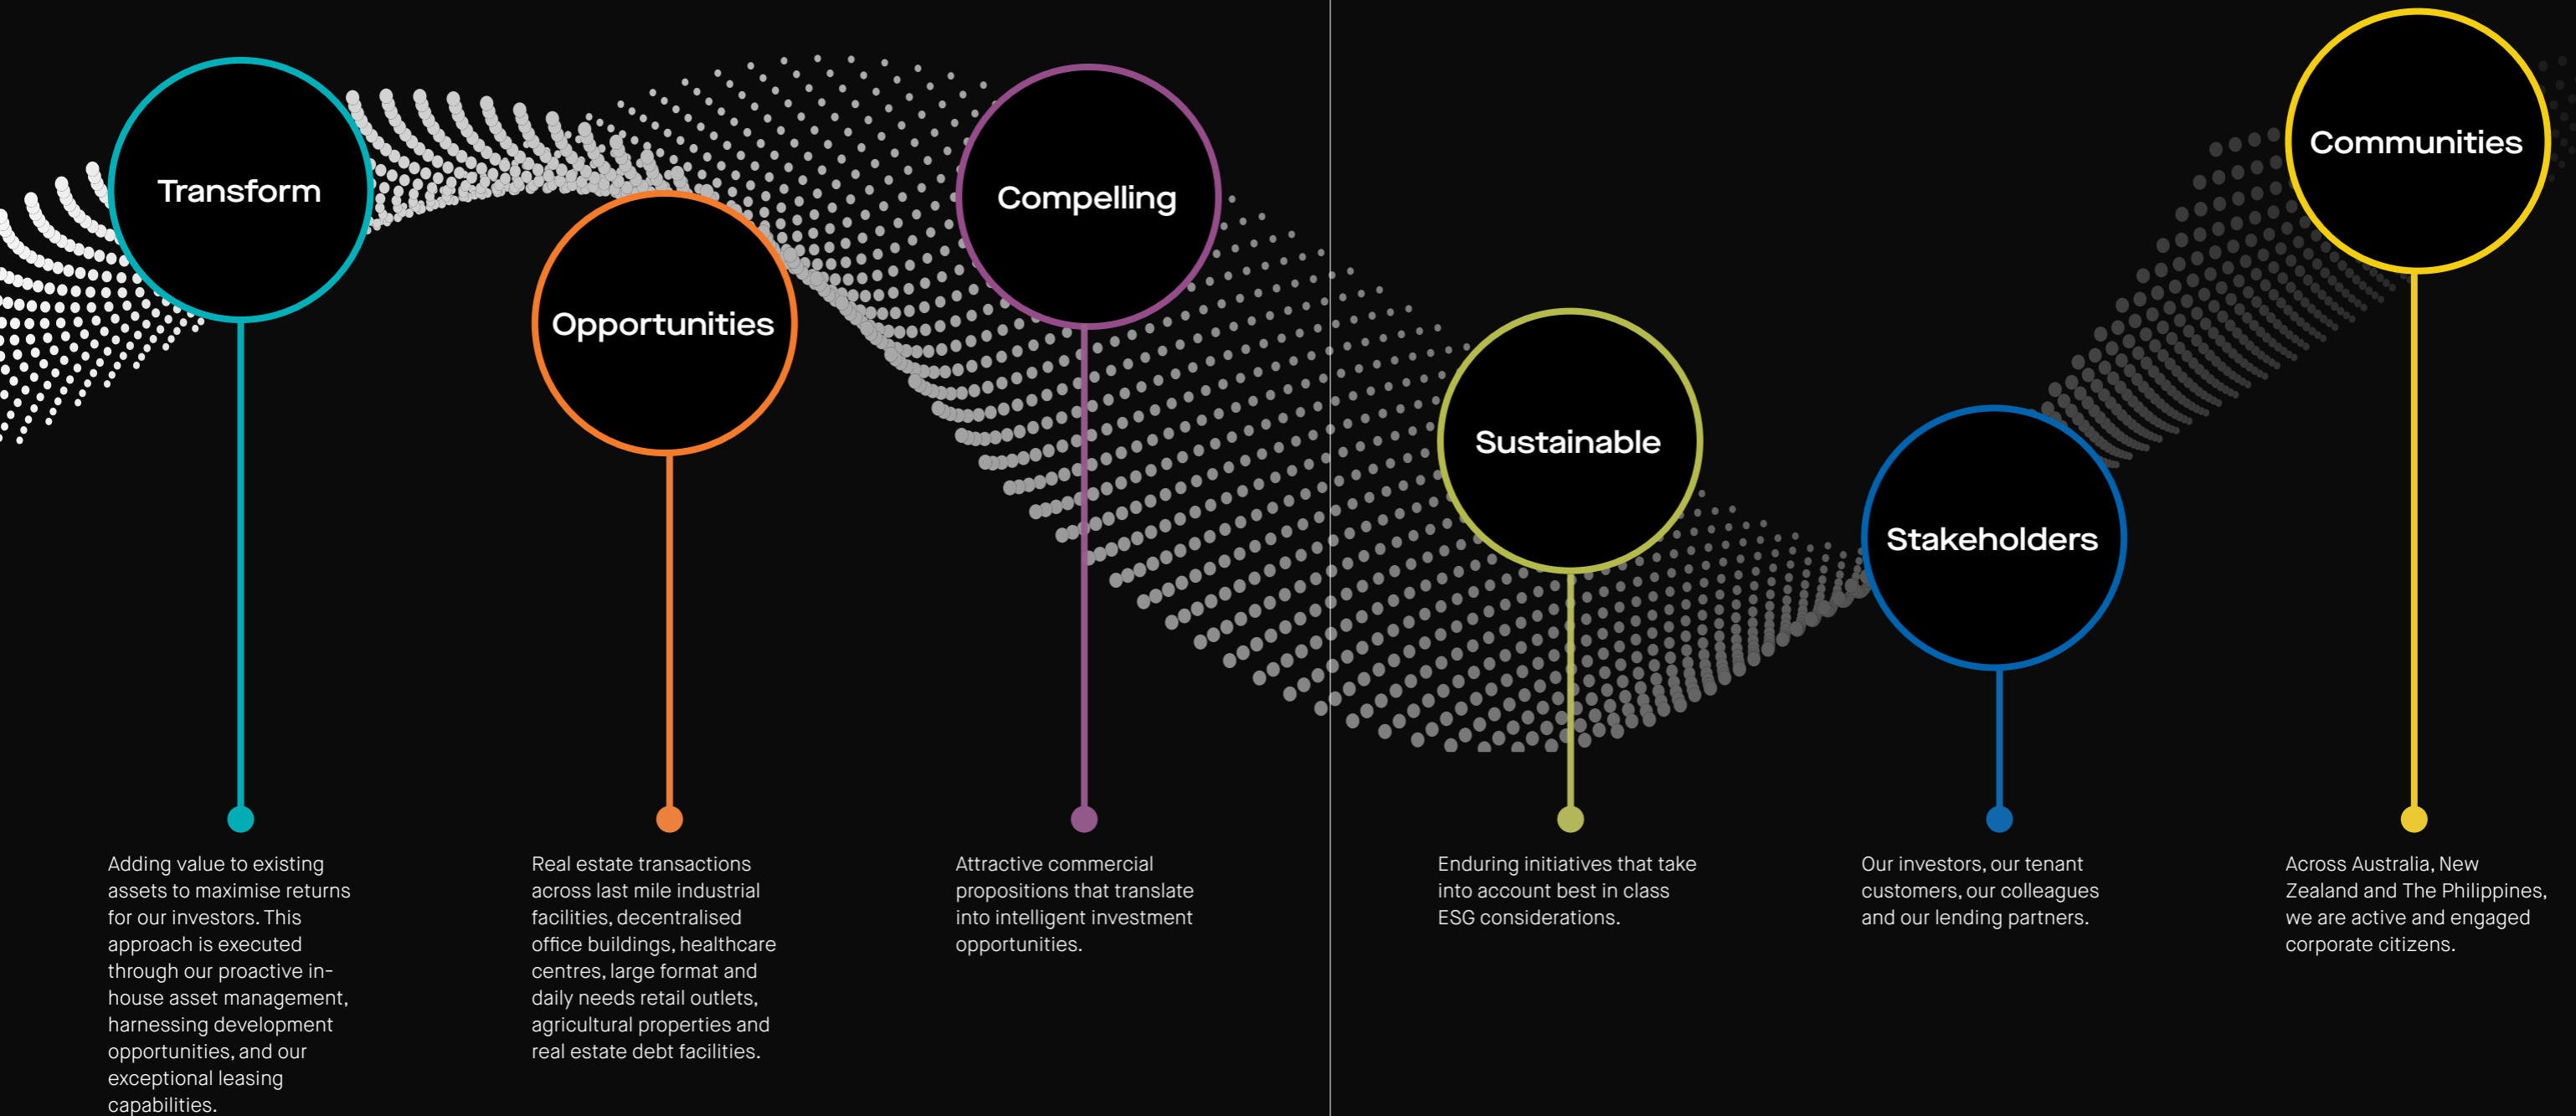 Transform
Adding value to existing
assets to maximise returns
for our investors. This
approach is executed
through our proactive in-
house asset management,
harnessing development
opportunities, and our
exceptional leasing
capabilities.
Opportunities
Real estate transactions
across last mile industrial
facilities, decentralised
office buildings, healthcare
centres, large format and
daily needs retail outlets,
agricultural properties and
real estate debt facilities.
Compelling
Attractive commercial
propositions that translate
into intelligent investment
opportunities.
Sustainable
Enduring initiatives that take
into account best in class
ESG considerations.
Stakeholders
Our investors, our tenant
customers, our colleagues
and our lending partners.
Communities
Across Australia, New
Zealand and The Philippines,
we are active and engaged
corporate citizens.